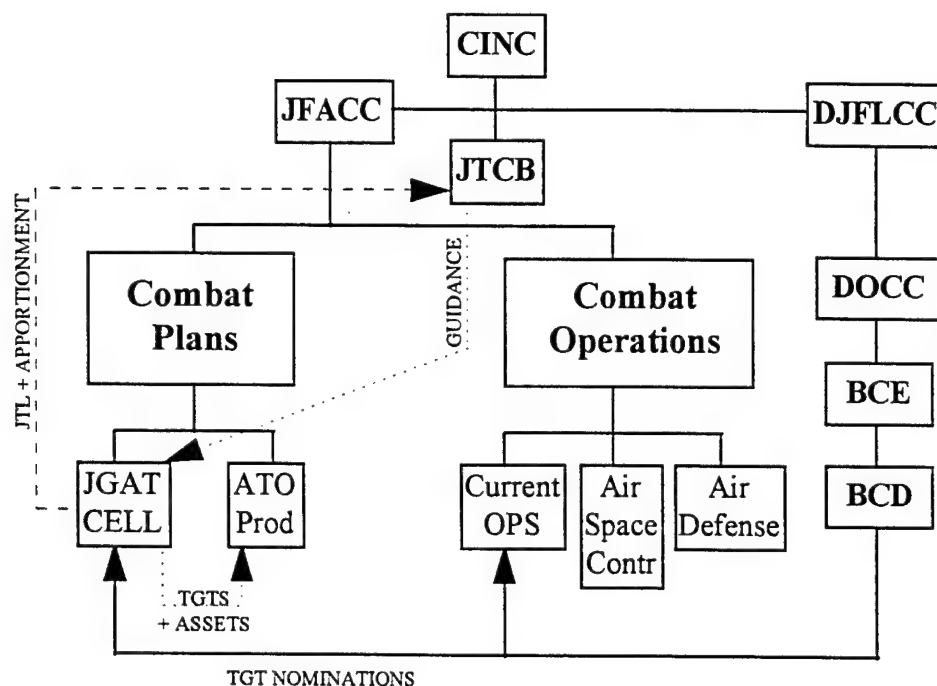 CINC
JFACC
DJFLCC
JTCB
JTL + APPORTIONMENT
GUIDANCE
Combat
Plans
Combat
Operations
DOCC
BCE
JGAT
CELL
ATO
Prod
Current
OPS
Air
Space
Contr
Air
Defense
BCD
TGTS
+ ASSETS
TGT NOMINATIONS